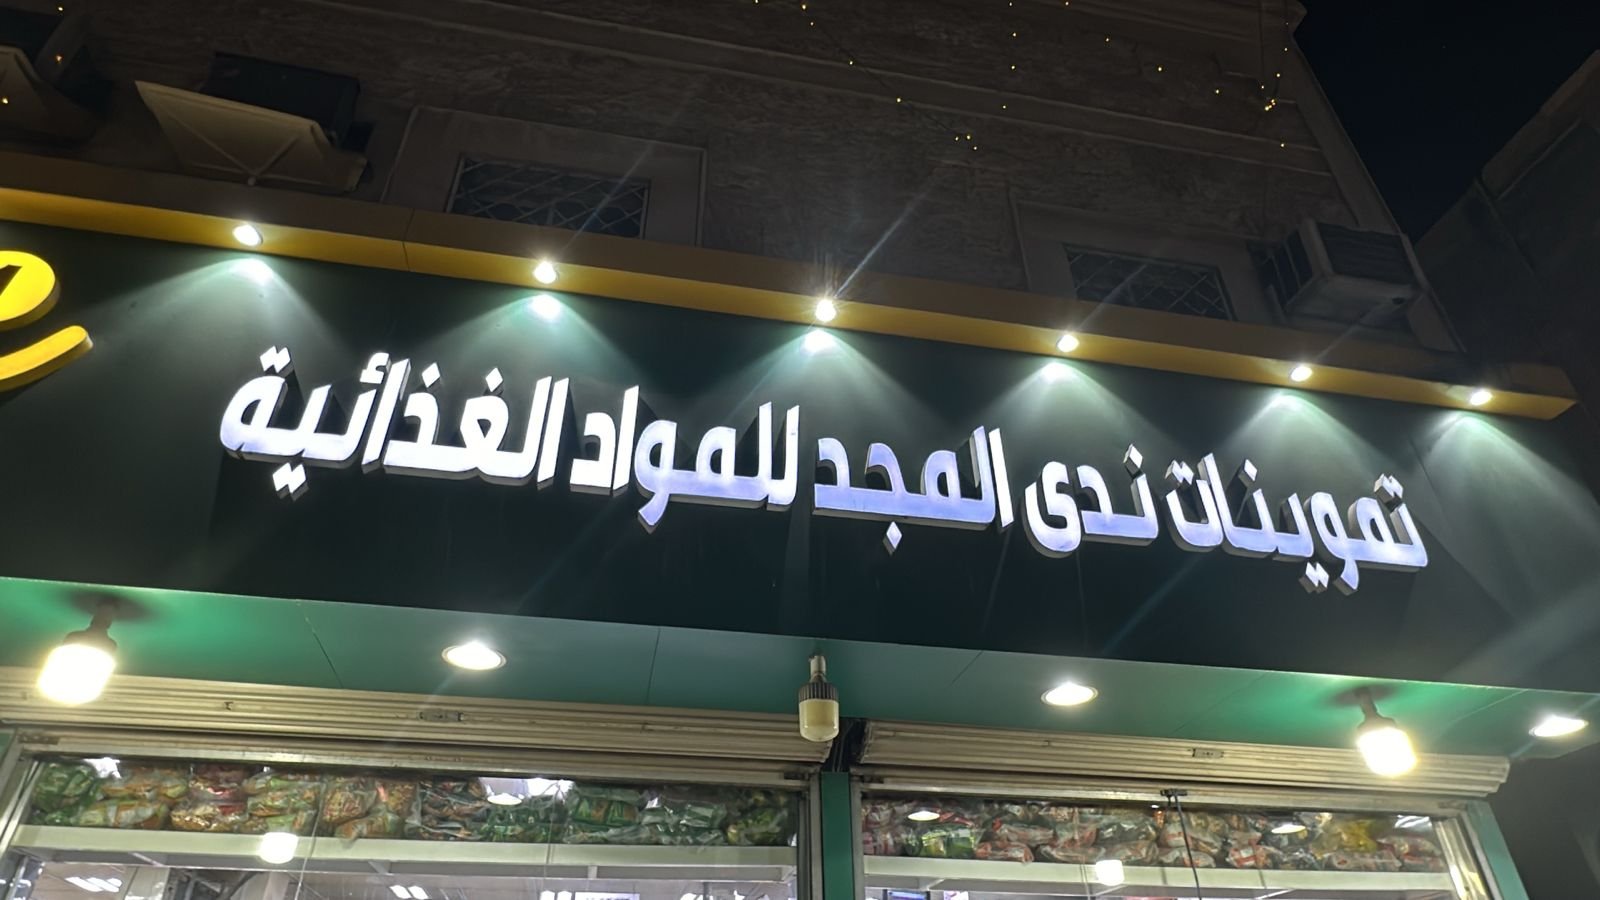 تموينات ندى المجد للمواد الغذائية